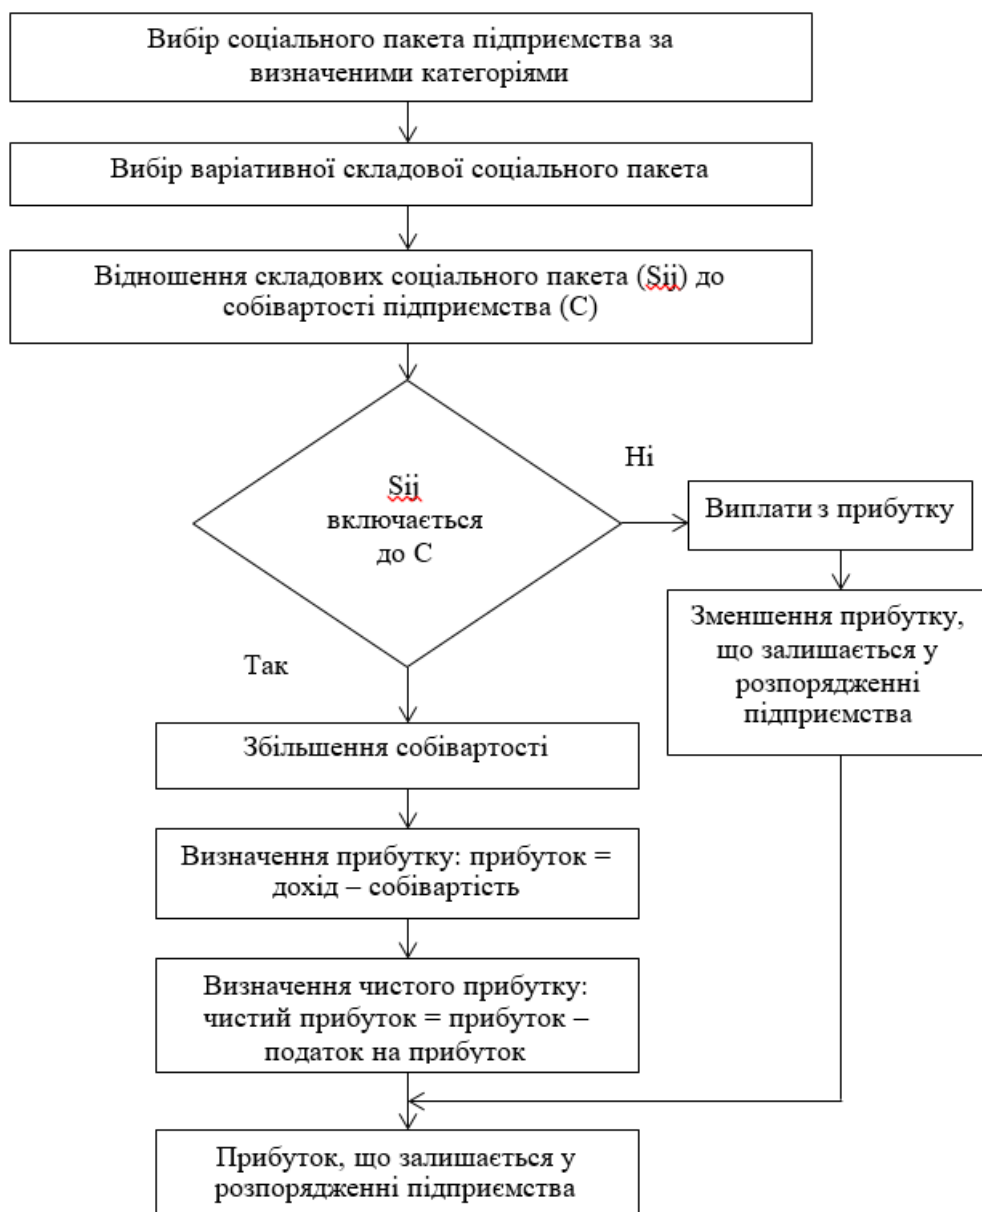 Вибір соціального пакета підприємства за
визначеними категоріями
Вибір варіативної складової соціального пакета
Відношення складових соціального пакета (Sij) до
собівартості підприємства (С)
Sij
включається
до С
Ні
Виплати з прибутку
Зменшення прибутку,
що залишається у
розпорядженні
підприємства
Так
Збільшення собівартості
Визначення прибутку: прибуток =
дохід – собівартість
Визначення чистого прибутку:
чистий прибуток = прибуток –
податок на прибуток
Прибуток, що залишається у
розпорядженні підприємства